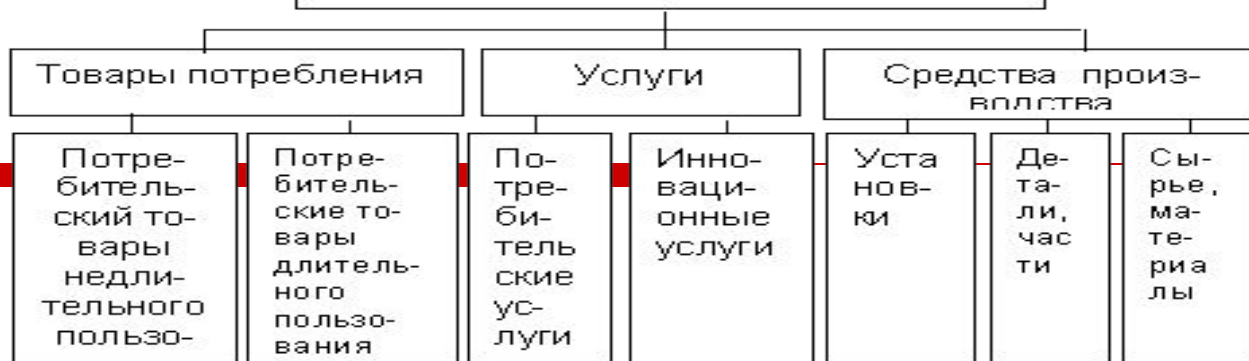 Товары потребления
Услуги
Средства произ-
водства
Потре-
битель-
ский то-
вары
недли-
тельного
пользо-
Потре-
битель-
ские то-
вары
длитель-
ного
пользо-
вания
По-
тре-
би-
тель
ские
ус-
луги
Инно-
ваци-
онные
услуги
Уста
нов-
ки
Де-
та-
ли,
час
ти
Сы-
рье,
ма-
те-
риа
лы